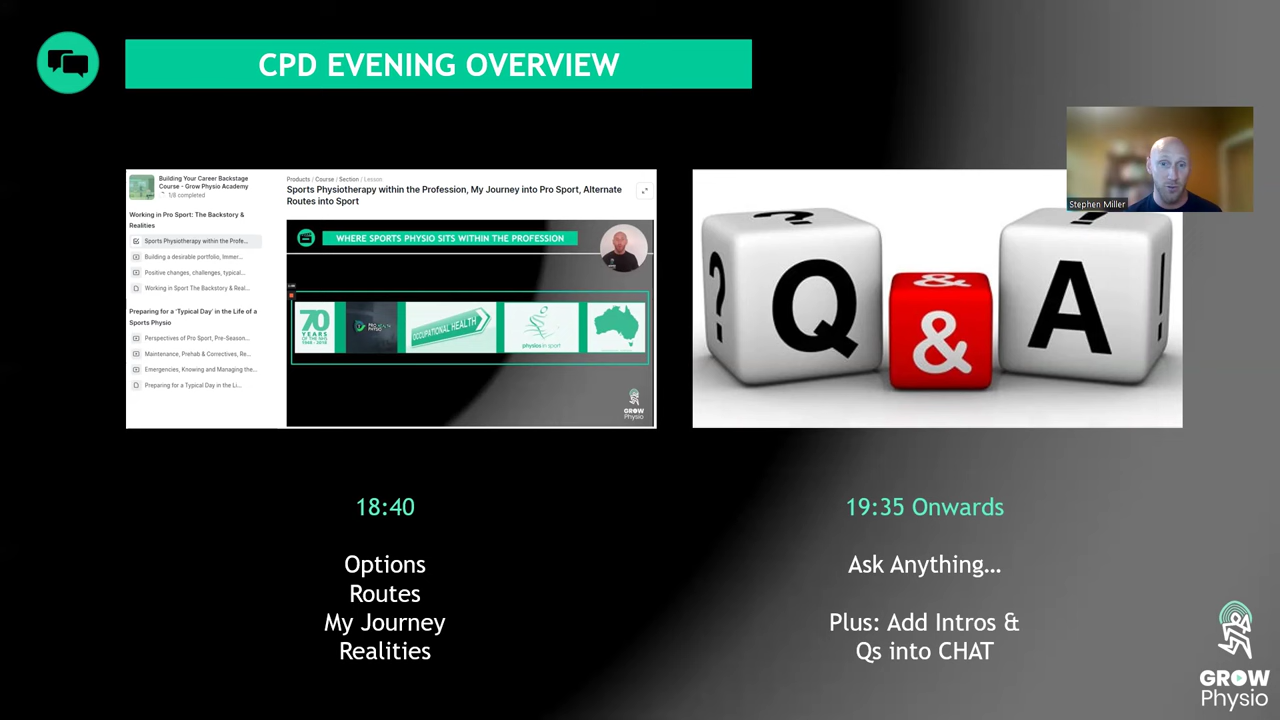 CPD EVENING OVERVIEW
Stephen Miller
Building Your Career Backstage
Course - Grow Physio Academy
1/8 completed
Working in Pro Sport: The Backstory &
Realities
Sports Physiotherapy within the Profe...
Building a desirable portfolio, Immer...
Positive changes, challenges, typical...
Working in Sport The Backstory & Real...
Preparing for a 'Typical Day' in the Life of a
Sports Physio
Perspectives of Pro Sport, Pre-Season...
Maintenance, Prehab & Correctives, Re...
Emergencies, Knowing and Managing the...
Preparing for a Typical Day in the Li...
Products / Course / Section / Lesson
Sports Physiotherapy within the Profession, My Journey into Pro Sport, Alternate
Routes into Sport
WHERE SPORTS PHYSIO SITS WITHIN THE PROFESSION
70
YEARS
OF THE NHS
1948 - 2018
OCCUPATIONAL HEALTH
physios in sport
GROW
Physio
? Q & A !
18:40
Options
Routes
My Journey
Realities
19:35 Onwards
Ask Anything...
Plus: Add Intros &
Qs into CHAT
GROW
Physio